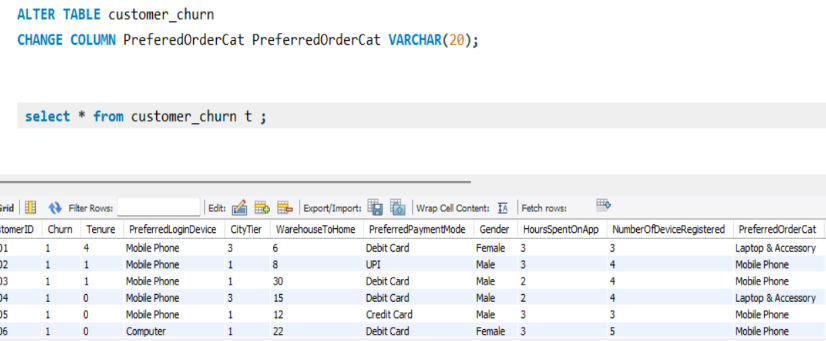 ALTER TABLE customer_churn
CHANGE COLUMN PreferedOrderCat PreferredOrderCat VARCHAR(20);
select * from customer_churn t ;
Grid Filter Rows: Edit: Export/Import: Wrap Cell Content: IA Fetch rows:
stomerID Churn Tenure PreferredLoginDevice CityTier WarehouseToHome PreferredPaymentMode Gender HoursSpentOnApp NumberOfDeviceRegistered PreferredOrderCat
01 1 4 Mobile Phone 3 6 Debit Card Female 3 3 Laptop & Accessory
02 1 1 Mobile Phone 1 8 UPI Male 3 4 Mobile Phone
03 1 1 Mobile Phone 1 30 Debit Card Male 2 4 Mobile Phone
04 1 0 Mobile Phone 3 15 Debit Card Male 2 4 Laptop & Accessory
05 1 0 Mobile Phone 1 12 Credit Card Male 3 3 Mobile Phone
06 1 0 Computer 1 22 Debit Card Female 3 5 Mobile Phone